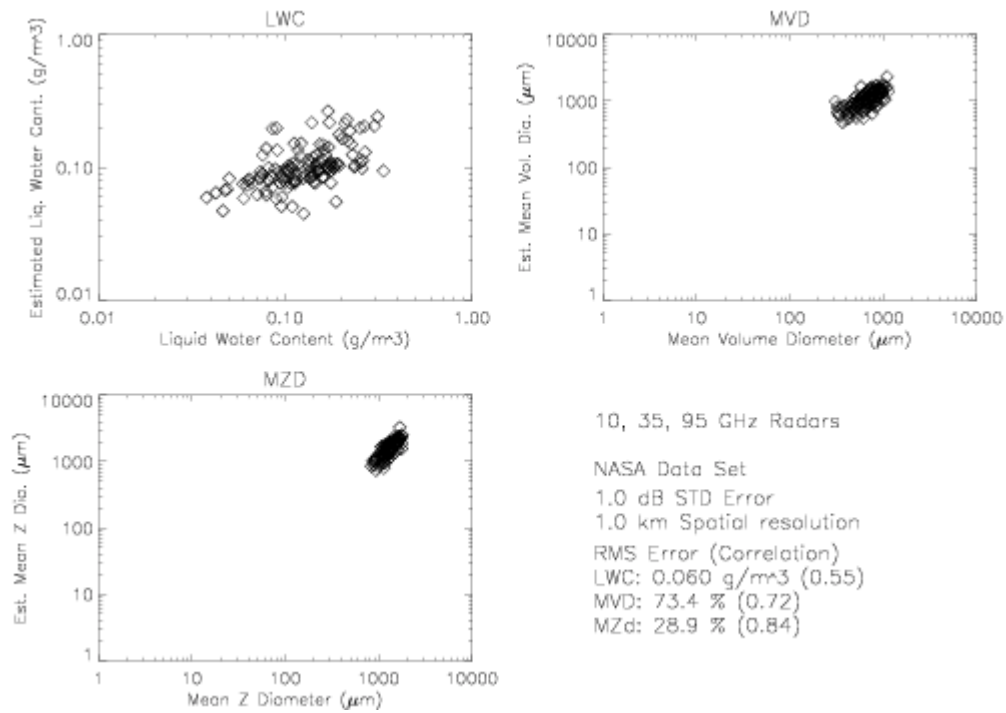 LWC
Estimated Liq. Water Cont. (g/m^3)
1.00
0.10
0.01
0.01 0.10 1.00
Liquid Water Content (g/m^3)
MVD
Est. Mean Vol. Dia. (μm)
10000
1000
100
10
1
1 10 100 1000 10000
Mean Volume Diameter (μm)
MZD
Est. Mean Z Dia. (μm)
10000
1000
100
10
1
1 10 100 1000 10000
Mean Z Diameter (μm)
10, 35, 95 GHz Radars
NASA Data Set
1.0 dB STD Error
1.0 km Spatial resolution
RMS Error (Correlation)
LWC: 0.060 g/m^3 (0.55)
MVD: 73.4 % (0.72)
MZd: 28.9 % (0.84)